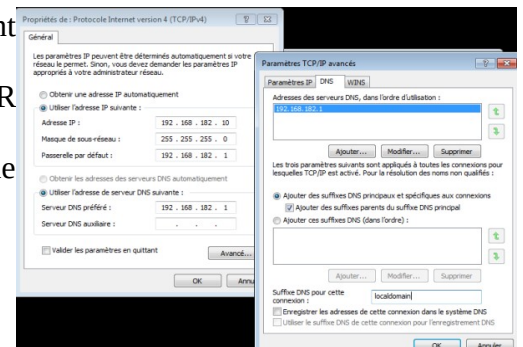 Propriétés de : Protocole Internet version 4 (TCP/IPv4)
Général
Les paramètres IP peuvent être déterminés automatiquement si votre
réseau le permet. Sinon, vous devez demander les paramètres IP
appropriés à votre administrateur réseau.
Obtenir une adresse IP automatiquement
Utiliser l'adresse IP suivante :
Adresse IP : 192 . 168 . 182 . 10
Masque de sous-réseau : 255 . 255 . 255 . 0
Passerelle par défaut : 192 . 168 . 182 . 1
Obtenir les adresses des serveurs DNS automatiquement
Utiliser l'adresse de serveur DNS suivante :
Serveur DNS préféré : 192 . 168 . 182 . 1
Serveur DNS auxiliaire : . . .
Valider les paramètres en quittant
Avancé...
OK
Annu
Paramètres TCP/IP avancés
Paramètres IP DNS WINS
Adresses des serveurs DNS, dans l'ordre d'utilisation :
192.168.182.1
Ajouter... Modifier... Supprimer
Les trois paramètres suivants sont appliqués à toutes les connexions pour
lesquelles TCP/IP est activé. Pour la résolution des noms non qualifiés :
Ajouter des suffixes DNS principaux et spécifiques aux connexions
Ajouter des suffixes parents du suffixe DNS principal
Ajouter ces suffixes DNS (dans l'ordre) :
Ajouter... Modifier... Supprimer
Suffixe DNS pour cette
connexion : localdomain
Enregistrer les adresses de cette connexion dans le système DNS
Utiliser le suffixe DNS de cette connexion pour l'enregistrement DNS
OK Annuler